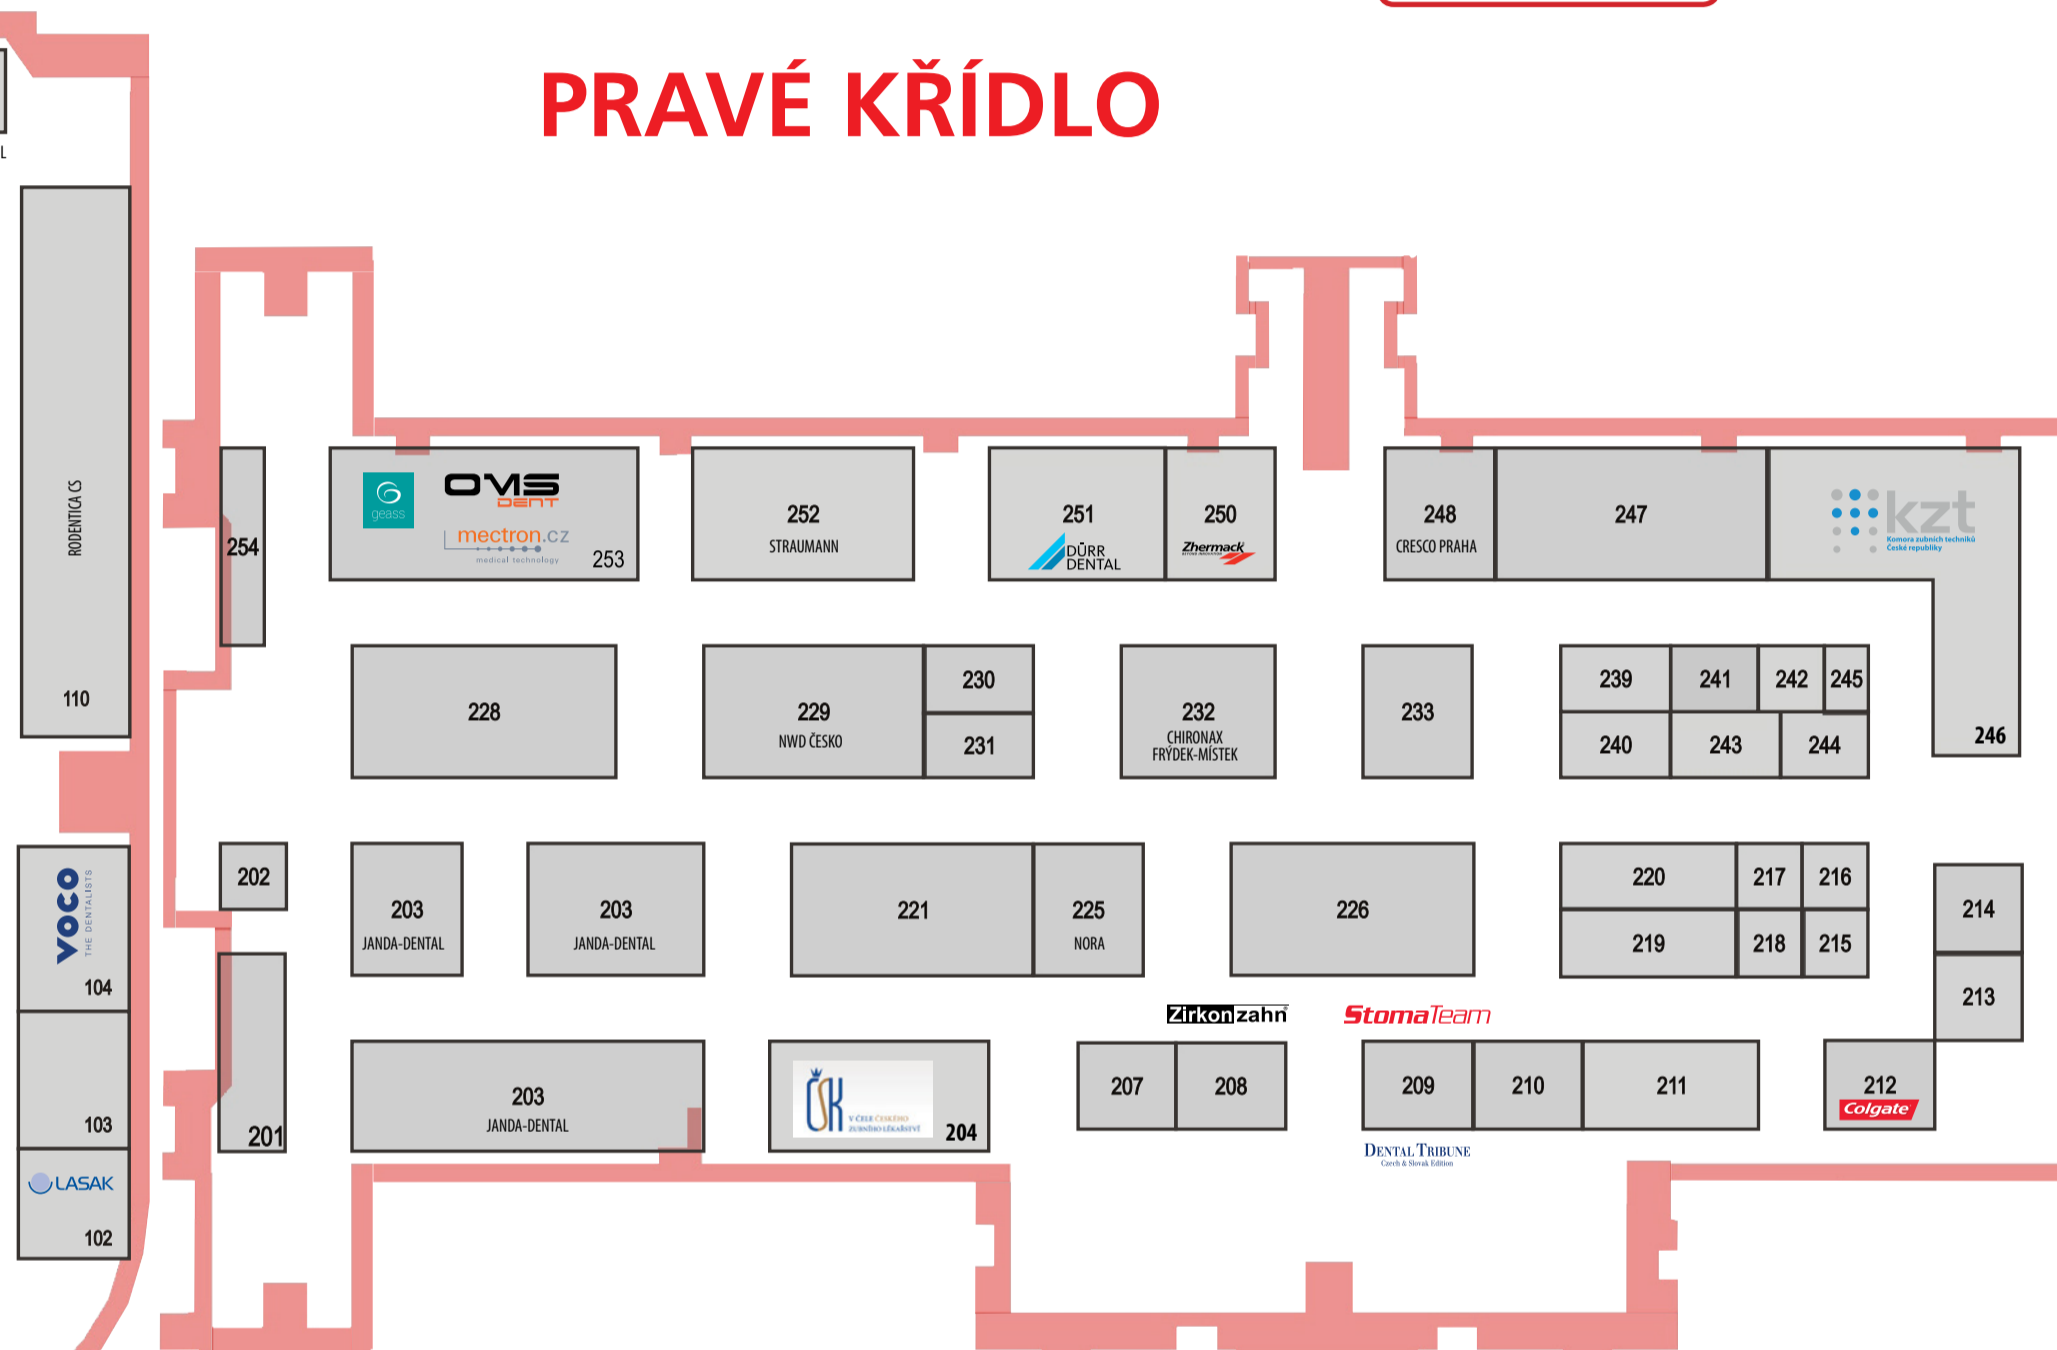 PRAVÉ KŘÍDLO
L
RODENTICA CS
110
VOCO
THE DENTALISTS
104
103
LASAK
102
254
geass
OMS
DENT
mectron.cz
medical technology
253
252
STRAUMANN
251
DÜRR
DENTAL
250
Zhermack
248
CRESCO PRAHA
247
kzt
Komora zubních techniků
České republiky
246
228
229
NWD ČESKO
230
231
232
CHIRONAX
FRÝDEK-MÍSTEK
233
239
241
242
245
240
243
244
202
203
JANDA-DENTAL
203
JANDA-DENTAL
221
225
NORA
226
220
217
216
219
218
215
214
213
201
203
JANDA-DENTAL
ČSK
V ČELE ČESKÉHO
ZUBNÍHO LÉKAŘSTVÍ
204
Zirkonzahn
207
208
StomaTeam
209
210
211
DENTAL TRIBUNE
Czech & Slovak Edition
212
Colgate